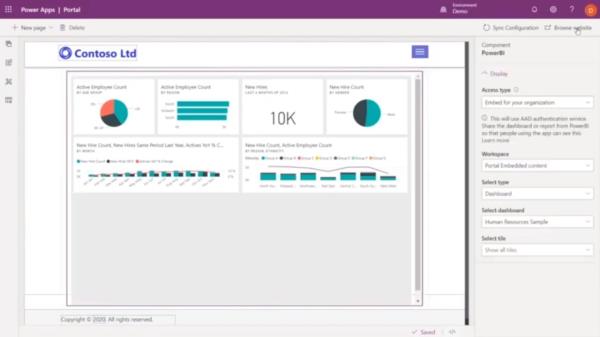 Power Apps | Portal
Environment
Demo
?
D
+ New page
Delete
Sync Configuration
Browse website
Contoso Ltd
Component
PowerBI
Display
Access type
Embed for your organization
This will use AAD authentication service
Share the dashboard or report from PowerBI
so that people using the app can see this
Learn more
Workspace
Portal Embedded content
Select type
Dashboard
Select dashboard
Human Resources Sample
Select tile
Show all tiles
Active Employee Count
BY AGE GROUP
Active Employee Count
BY REGION
New Hires
10K
New Hire Count
BY GENDER
New Hire Count, New Hires Same Period Last Year, Actives YoY % C...
BY MONTH
New Hire Count, Active Employee Count
BY REGION, ETHNICITY
Copyright © 2020. All rights reserved.
Saved
</>